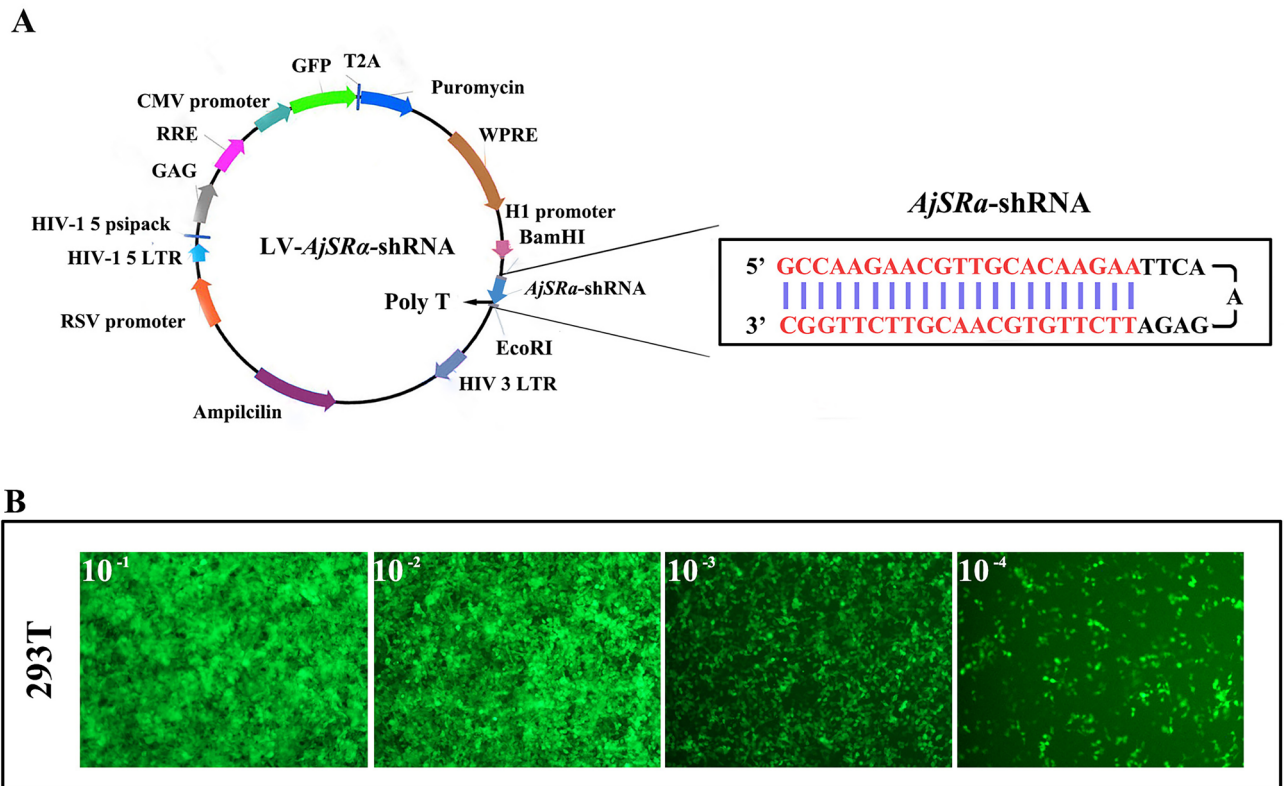 A
GFP
T2A
Puromycin
CMV promoter
WPRE
RRE
GAG
H1 promoter
HIV-1 5 psipack
BamHI
HIV-1 5 LTR
LV-AjSRα-shRNA
AjSRa-shRNA
Poly T
RSV promoter
EcoRI
HIV 3 LTR
Ampilcilin
AjSRa-shRNA
5’ GCCAAGAACGTTGCACAAGAATTCA
A
3’ CGGTTCTTGCAACGTGTTCTTAGAG
B
293T
10-1
10-2
10-3
10-4